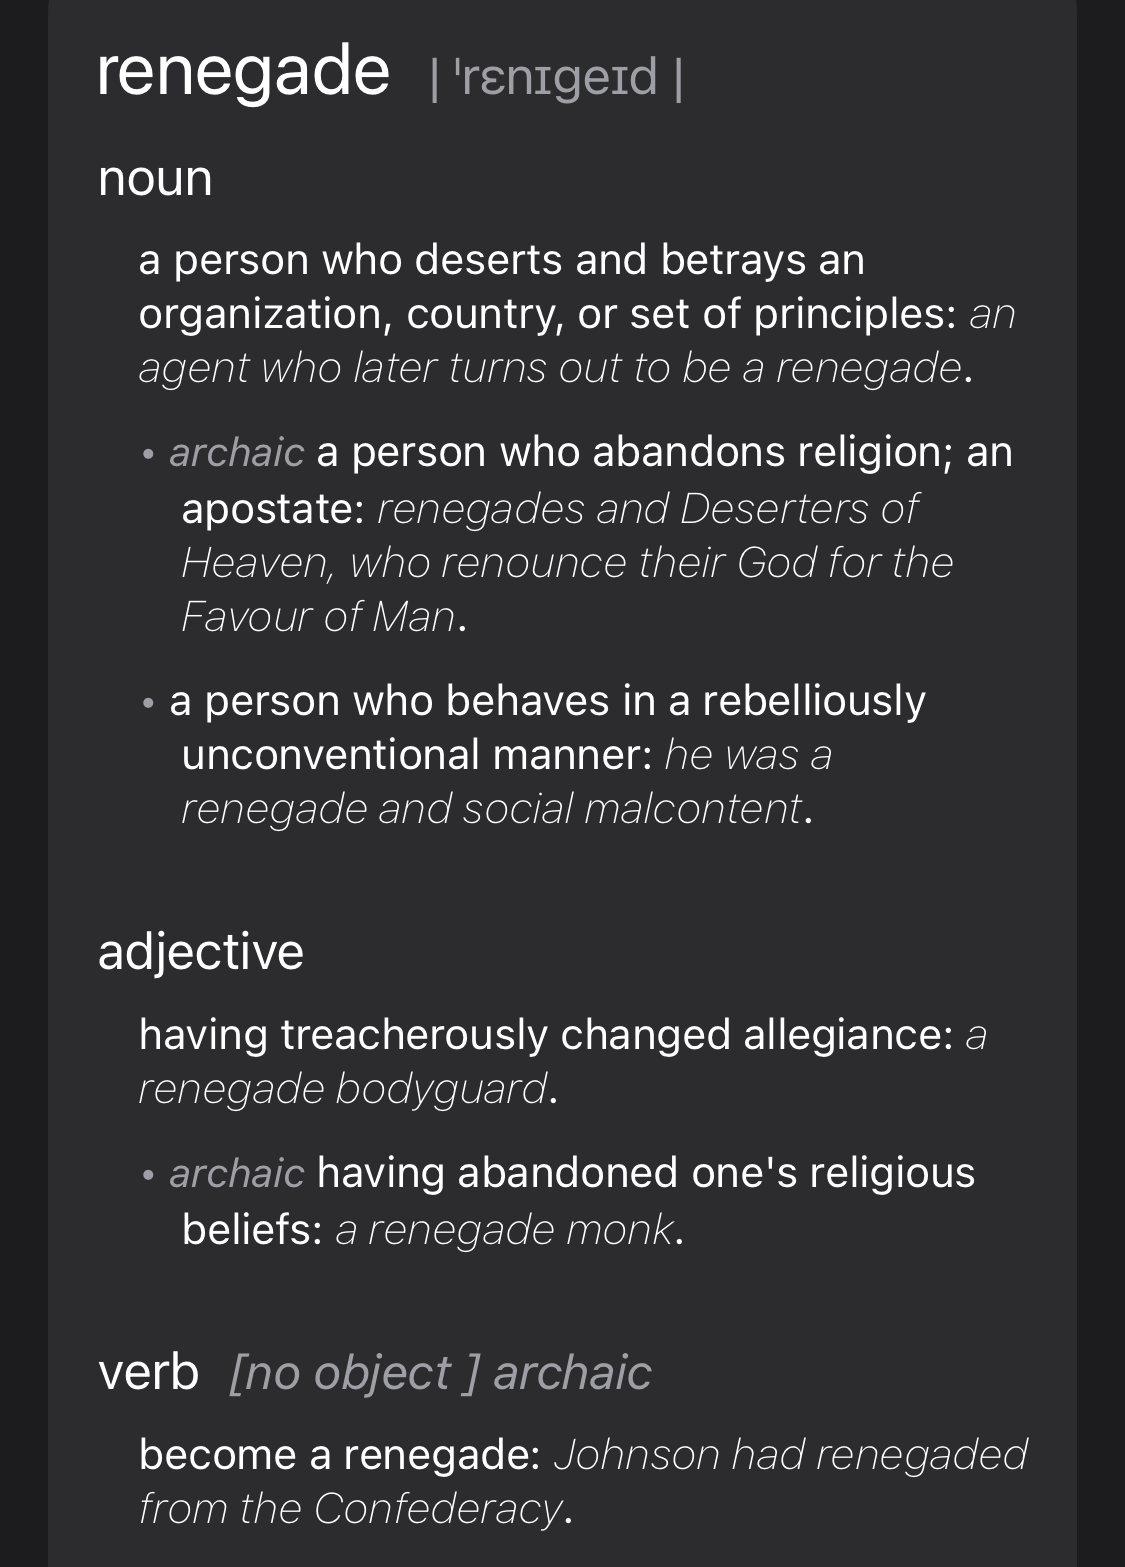 renegade | ˈrɛnɪɡeɪd |
noun
a person who deserts and betrays an
organization, country, or set of principles: an
agent who later turns out to be a renegade.
• archaic a person who abandons religion; an
apostate: renegades and Deserters of
Heaven, who renounce their God for the
Favour of Man.
• a person who behaves in a rebelliously
unconventional manner: he was a
renegade and social malcontent.
adjective
having treacherously changed allegiance: a
renegade bodyguard.
• archaic having abandoned one's religious
beliefs: a renegade monk.
verb [no object ] archaic
become a renegade: Johnson had renegaded
from the Confederacy.